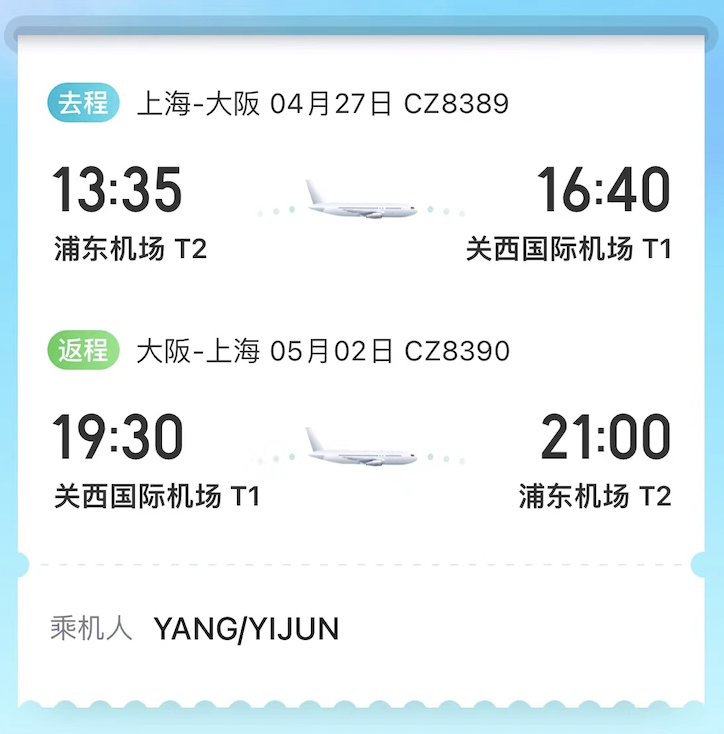 去程 上海-大阪 04月27日 CZ8389
13:35 16:40
浦东机场 T2 关西国际机场 T1
返程 大阪-上海 05月02日 CZ8390
19:30 21:00
关西国际机场 T1 浦东机场 T2
乘机人 YANG/YIJUN